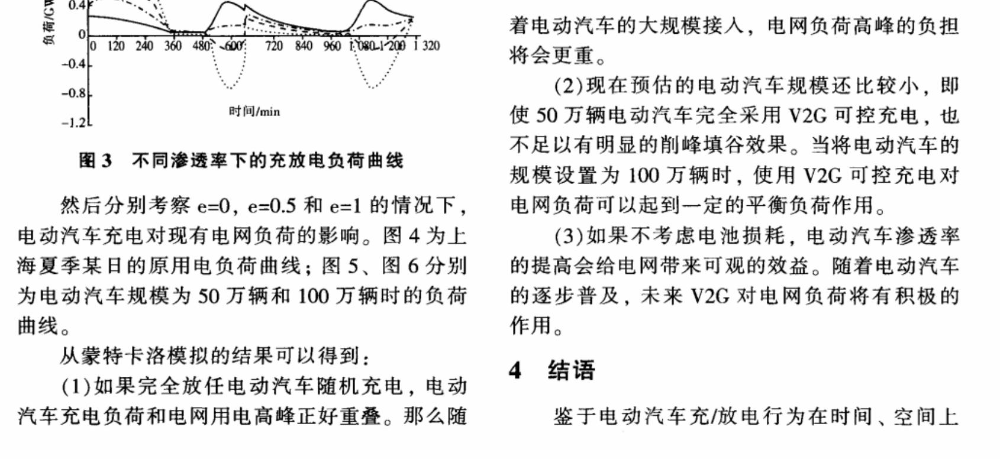 0.4
0
-0.4
-0.8
-1.2
负荷/GW
0 120 240 360 480 600 720 840 960 1 080 1 200 1 320
时间/min
图 3 不同渗透率下的充放电负荷曲线
然后分别考察 e=0, e=0.5 和 e=1 的情况下,
电动汽车充电对现有电网负荷的影响。图 4 为上
海夏季某日的原用电负荷曲线；图 5、图 6 分别
为电动汽车规模为 50 万辆和 100 万辆时的负荷
曲线。
从蒙特卡洛模拟的结果可以得到：
(1)如果完全放任电动汽车随机充电，电动
汽车充电负荷和电网用电高峰正好重叠。那么随
着电动汽车的大规模接人，电网负荷高峰的负担
将会更重。
(2)现在预估的电动汽车规模还比较小，即
使 50 万辆电动汽车完全采用 V2G 可控充电，也
不足以有明显的削峰填谷效果。当将电动汽车的
规模设置为 100 万辆时，使用 V2G 可控充电对
电网负荷可以起到一定的平衡负荷作用。
(3)如果不考虑电池损耗，电动汽车渗透率
的提高会给电网带来可观的效益。随着电动汽车
的逐步普及，未来 V2G 对电网负荷将有积极的
作用。
4 结语
鉴于电动汽车充/放电行为在时间、空间上